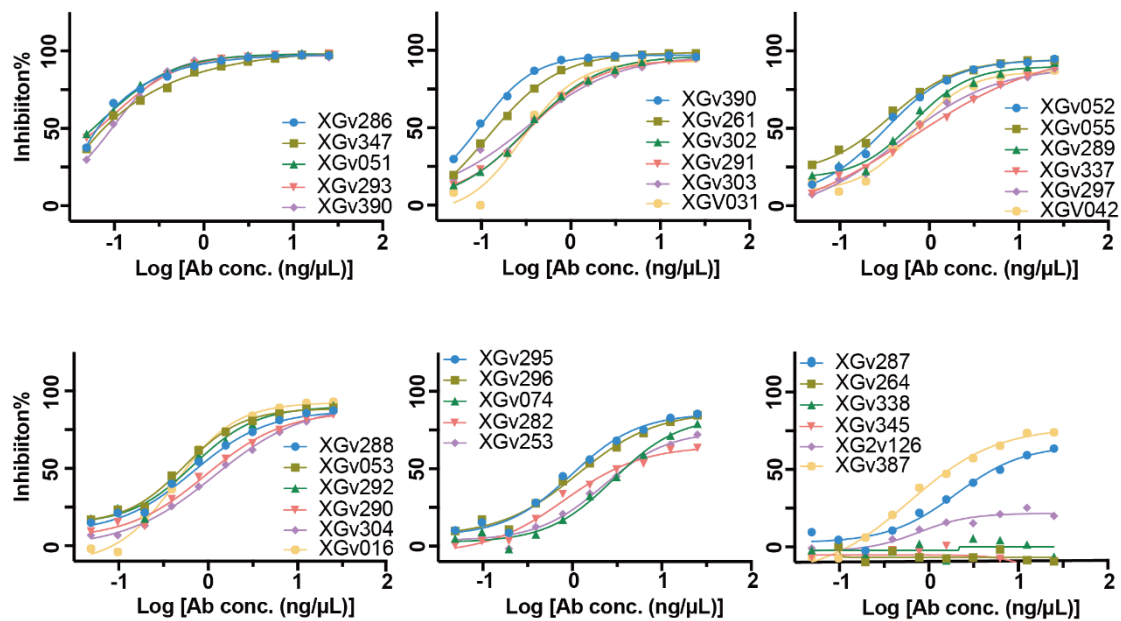 Inhibiiton%
100
50
0
XGv286
XGv347
XGv051
XGv293
XGv390
-1
0
1
2
Log [Ab conc. (ng/µL)]
100
50
0
XGv390
XGv261
XGv302
XGv291
XGv303
XGV031
-1
0
1
2
Log [Ab conc. (ng/µL)]
100
50
0
XGv052
XGv055
XGv289
XGv337
XGv297
XGV042
-1
0
1
2
Log [Ab conc. (ng/µL)]
Inhibiiton%
100
50
0
XGv288
XGv053
XGv292
XGv290
XGv304
XGv016
-1
0
1
2
Log [Ab conc. (ng/µL)]
XGv295
XGv296
XGv074
XGv282
XGv253
100
50
0
-1
0
1
2
Log [Ab conc. (ng/µL)]
XGv287
XGv264
XGv338
XGv345
XG2v126
XGv387
100
50
0
-1
0
1
2
Log [Ab conc. (ng/µL)]